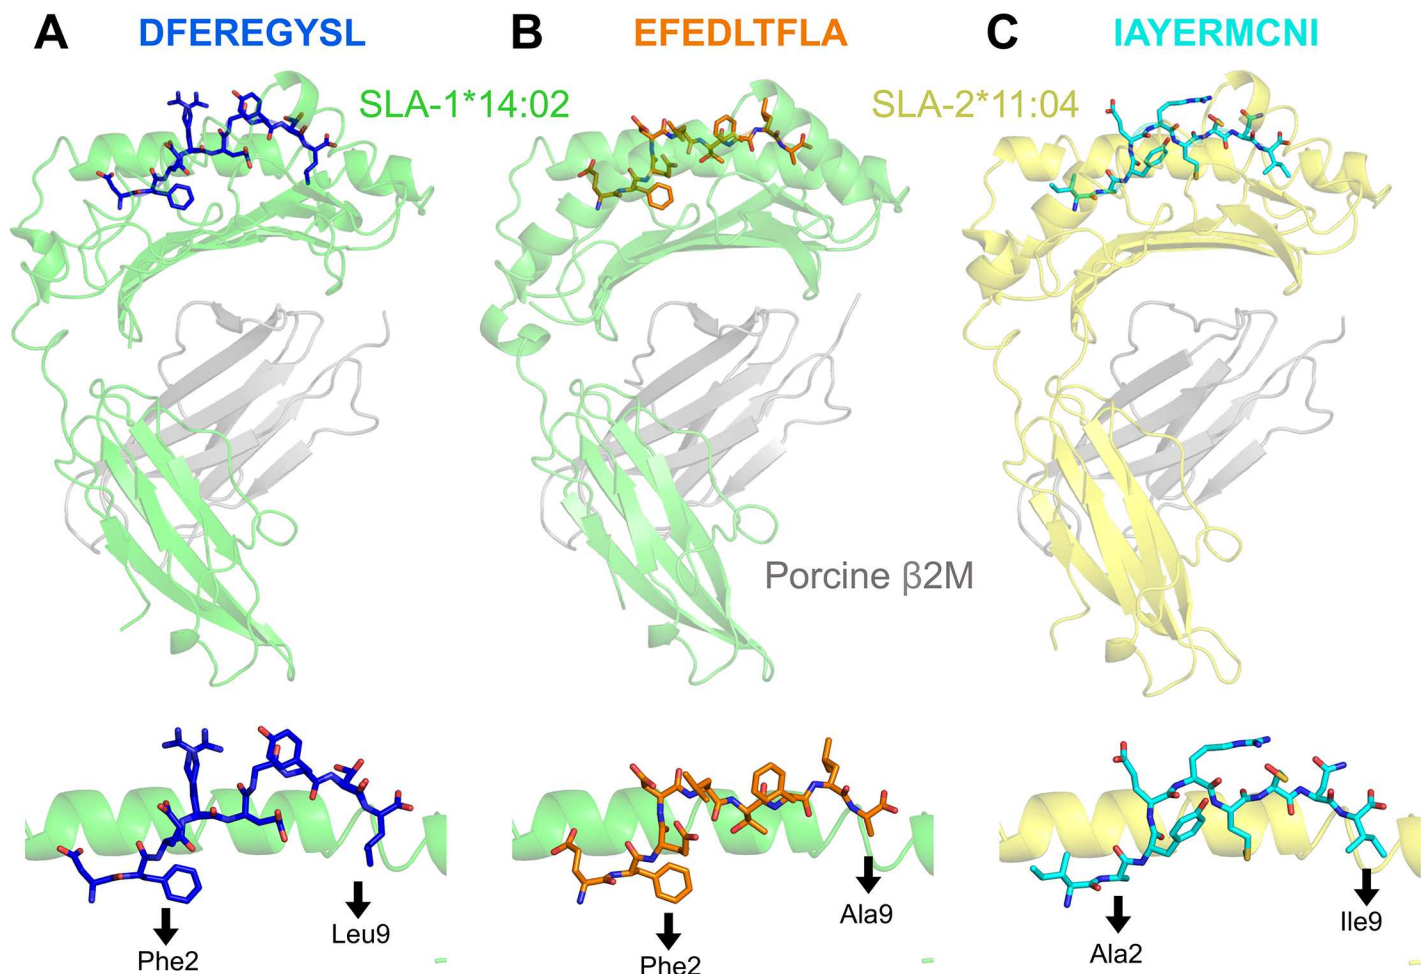 A DFEREGYSL
B EFEDLTFLA
C IAYERMCNI
SLA-1*14:02
SLA-2*11:04
Porcine β2M
Phe2
Leu9
Phe2
Ala9
Ala2
Ile9